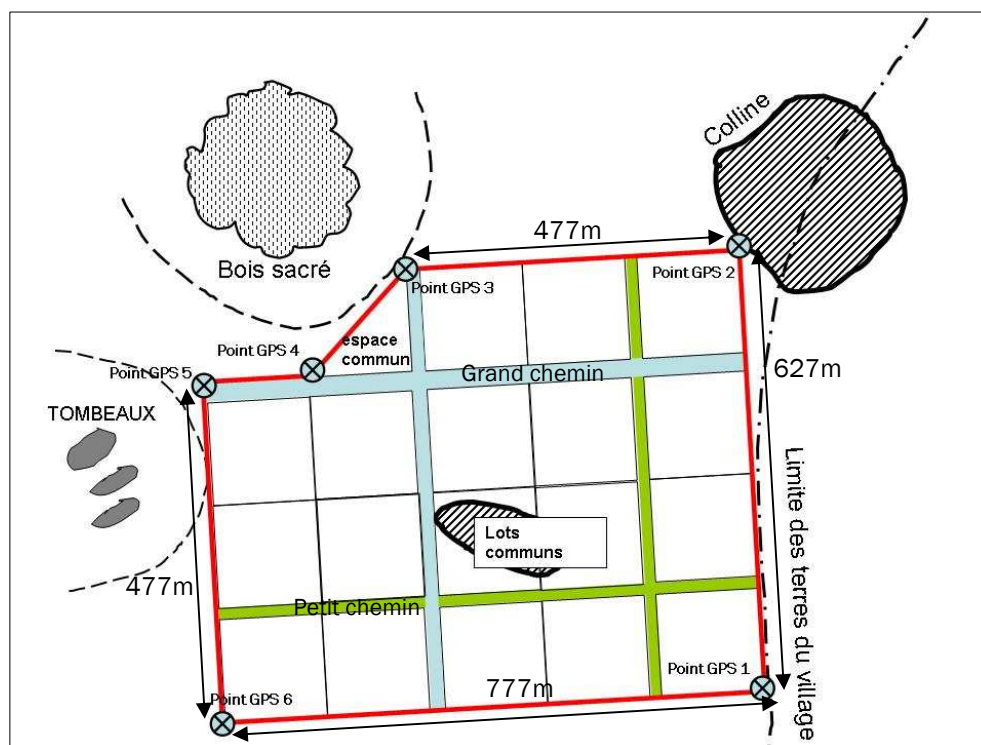 Colline
477m
Bois sacré
Point GPS 2
Point GPS 3
espace
commun
Point GPS 4
Point GPS 5
Grand chemin
627m
TOMBEAUX
Lots
communs
Limite des terres du village
477m
Petit chemin
Point GPS 1
777m
Point GPS 6